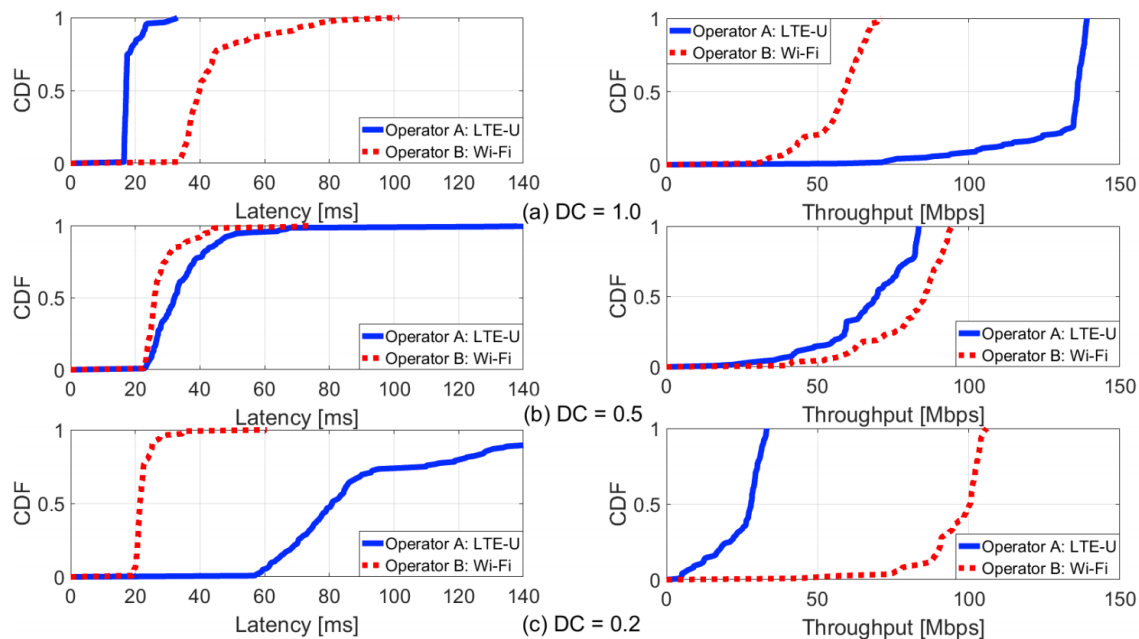 1
CDF
0.5
Operator A: LTE-U
Operator B: Wi-Fi
0
0 20 40 60 80 100 120 140
Latency [ms]
1
Operator A: LTE-U
Operator B: Wi-Fi
CDF
0.5
0
0 50 100 150
Throughput [Mbps]
(a) DC = 1.0
1
CDF
0.5
Operator A: LTE-U
Operator B: Wi-Fi
0
0 20 40 60 80 100 120 140
Latency [ms]
1
CDF
0.5
Operator A: LTE-U
Operator B: Wi-Fi
0
0 50 100 150
Throughput [Mbps]
(b) DC = 0.5
1
CDF
0.5
Operator A: LTE-U
Operator B: Wi-Fi
0
0 20 40 60 80 100 120 140
Latency [ms]
1
CDF
0.5
Operator A: LTE-U
Operator B: Wi-Fi
0
0 50 100 150
Throughput [Mbps]
(c) DC = 0.2